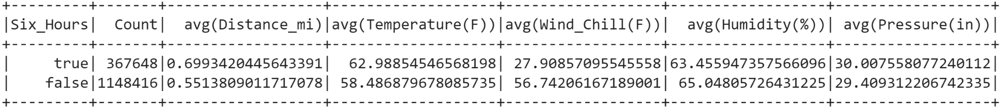 +---------+-------+------------------+-------------------+------------------+------------------+------------------+
|Six_Hours|  Count|  avg(Distance_mi)|avg(Temperature(F))|avg(Wind_Chill(F))|  avg(Humidity(%))| avg(Pressure(in))|
+---------+-------+------------------+-------------------+------------------+------------------+------------------+
|     true| 367648|0.6993420445643391|  62.98854546568198| 27.90857095545558|63.455947357566096|30.007558077240112|
|    false|1148416|0.5513809011717078| 58.486879678085735| 56.74206167189001| 65.04805726431225|29.409312206742335|
+---------+-------+------------------+-------------------+------------------+------------------+------------------+